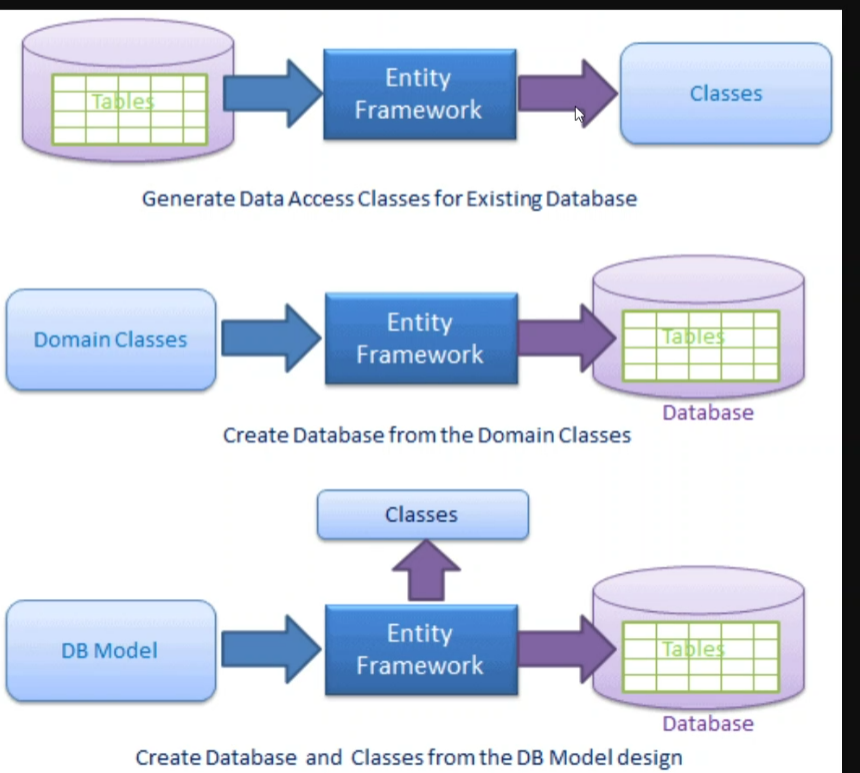 Tables
Entity
Framework
Classes
Generate Data Access Classes for Existing Database
Domain Classes
Entity
Framework
Tables
Database
Create Database from the Domain Classes
Classes
DB Model
Entity
Framework
Tables
Database
Create Database and Classes from the DB Model design